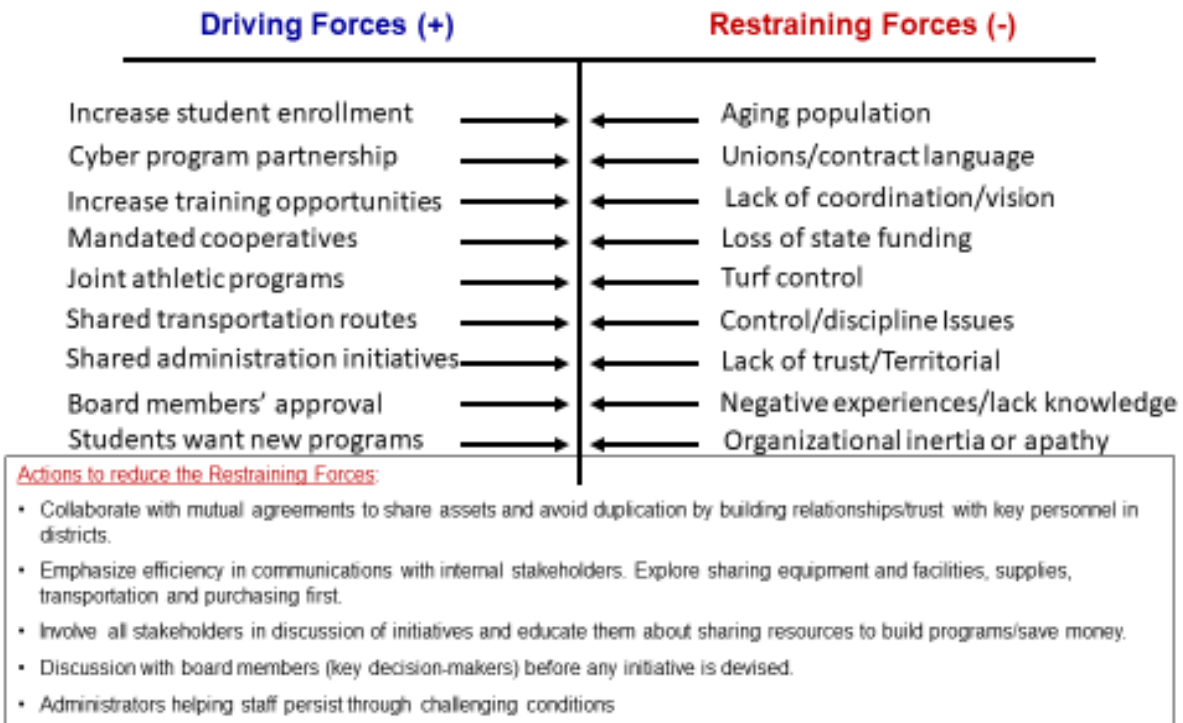 Driving Forces (+)
Restraining Forces (-)
Increase student enrollment
Aging population
Cyber program partnership
Unions/contract language
Increase training opportunities
Lack of coordination/vision
Mandated cooperatives
Loss of state funding
Joint athletic programs
Turf control
Shared transportation routes
Control/discipline Issues
Shared administration initiatives
Lack of trust/Territorial
Board members' approval
Negative experiences/lack knowledge
Students want new programs
Organizational inertia or apathy
Actions to reduce the Restraining Forces:
• Collaborate with mutual agreements to share assets and avoid duplication by building relationships/trust with key personnel in
districts.
• Emphasize efficiency in communications with internal stakeholders. Explore sharing equipment and facilities, supplies,
transportation and purchasing first.
• Involve all stakeholders in discussion of initiatives and educate them about sharing resources to build programs/save money.
• Discussion with board members (key decision-makers) before any initiative is devised.
• Administrators helping staff persist through challenging conditions